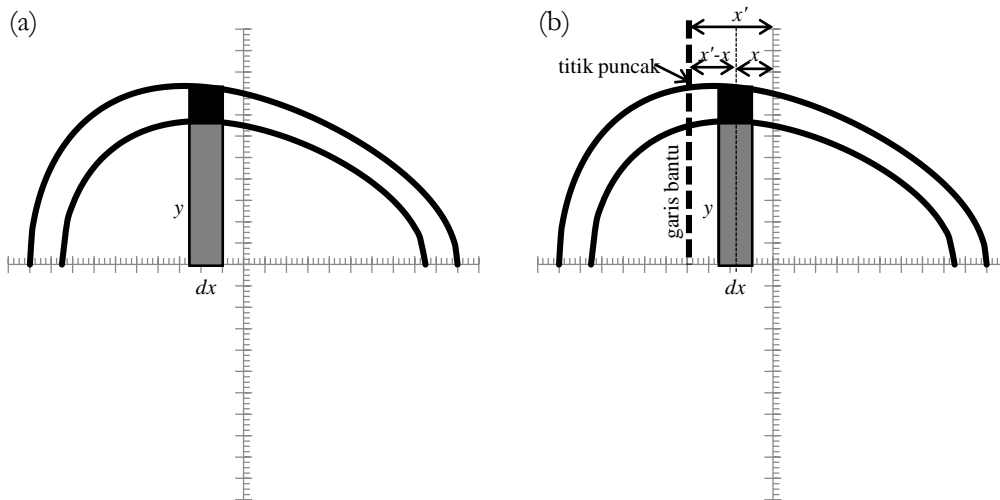 (a)
y
dx
(b)
x'
x'-x
x
titik puncak
garis bantu
y
dx